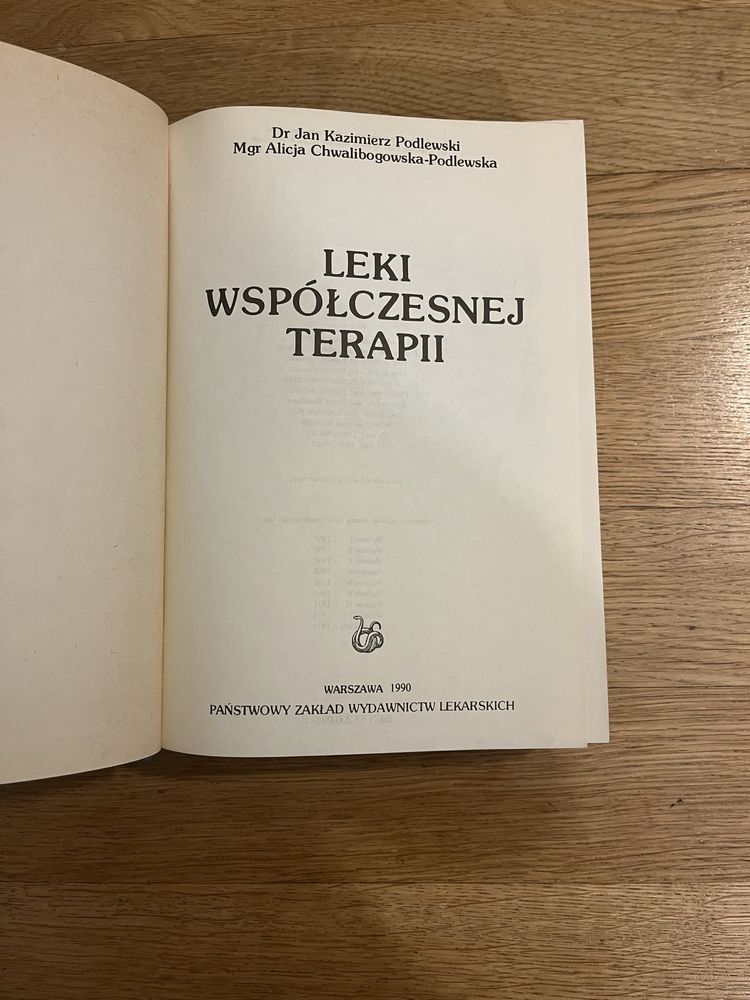 Dr Jan Kazimierz Podlewski
Mgr Alicja Chwalibogowska-Podlewska
LEKI
WSPÓŁCZESNEJ
TERAPII
WARSZAWA 1990
PAŃSTWOWY ZAKŁAD WYDAWNICTW LEKARSKICH